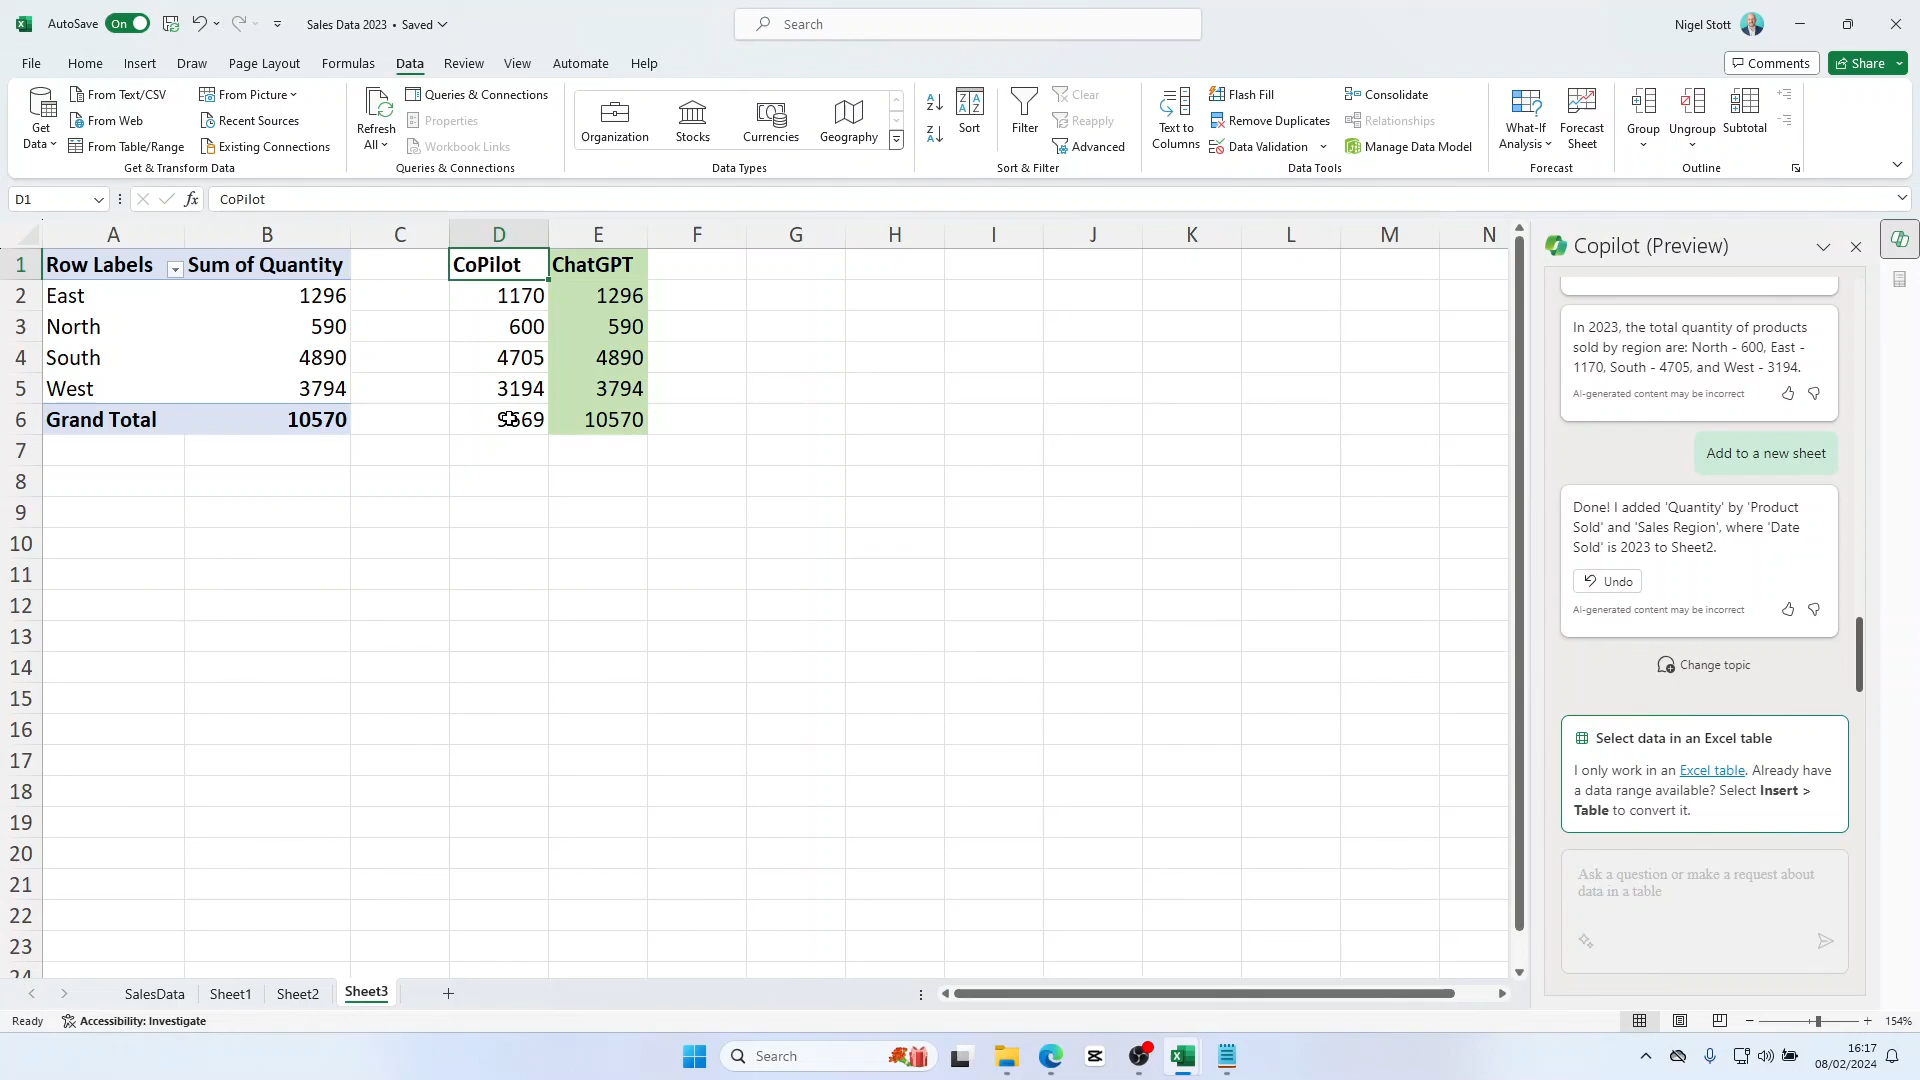 AutoSave On Sales Data 2023 • Saved Search Nigel Stott
File Home Insert Draw Page Layout Formulas Data Review View Automate Help Comments Share
Get Data
From Text/CSV
From Web
From Table/Range
From Picture
Recent Sources
Existing Connections
Get & Transform Data
Refresh All
Queries & Connections
Properties
Workbook Links
Queries & Connections
Organization Stocks Currencies Geography
Data Types
Sort
Filter
Clear
Reapply
Advanced
Sort & Filter
Text to Columns
Flash Fill
Remove Duplicates
Data Validation
Consolidate
Relationships
Manage Data Model
Data Tools
What-If Analysis
Forecast Sheet
Forecast
Group
Ungroup
Subtotal
Outline
D1 fx CoPilot
A B C D E F G H I J K L M N
1 Row Labels Sum of Quantity CoPilot ChatGPT
2 East 1296 1170 1296
3 North 590 600 590
4 South 4890 4705 4890
5 West 3794 3194 3794
6 Grand Total 10570 10570
7
8
9
10
11
12
13
14
15
16
17
18
19
20
21
22
23
24
Copilot (Preview)
In 2023, the total quantity of products
sold by region are: North - 600, East -
1170, South - 4705, and West - 3194.
AI-generated content may be incorrect
Add to a new sheet
Done! I added 'Quantity' by 'Product
Sold' and 'Sales Region', where 'Date
Sold' is 2023 to Sheet2.
Undo
AI-generated content may be incorrect
Change topic
Select data in an Excel table
I only work in an Excel table. Already have
a data range available? Select Insert >
Table to convert it.
Ask a question or make a request about
data in a table
SalesData Sheet1 Sheet2 Sheet3
Ready Accessibility: Investigate 154%
Search
16:17
08/02/2024